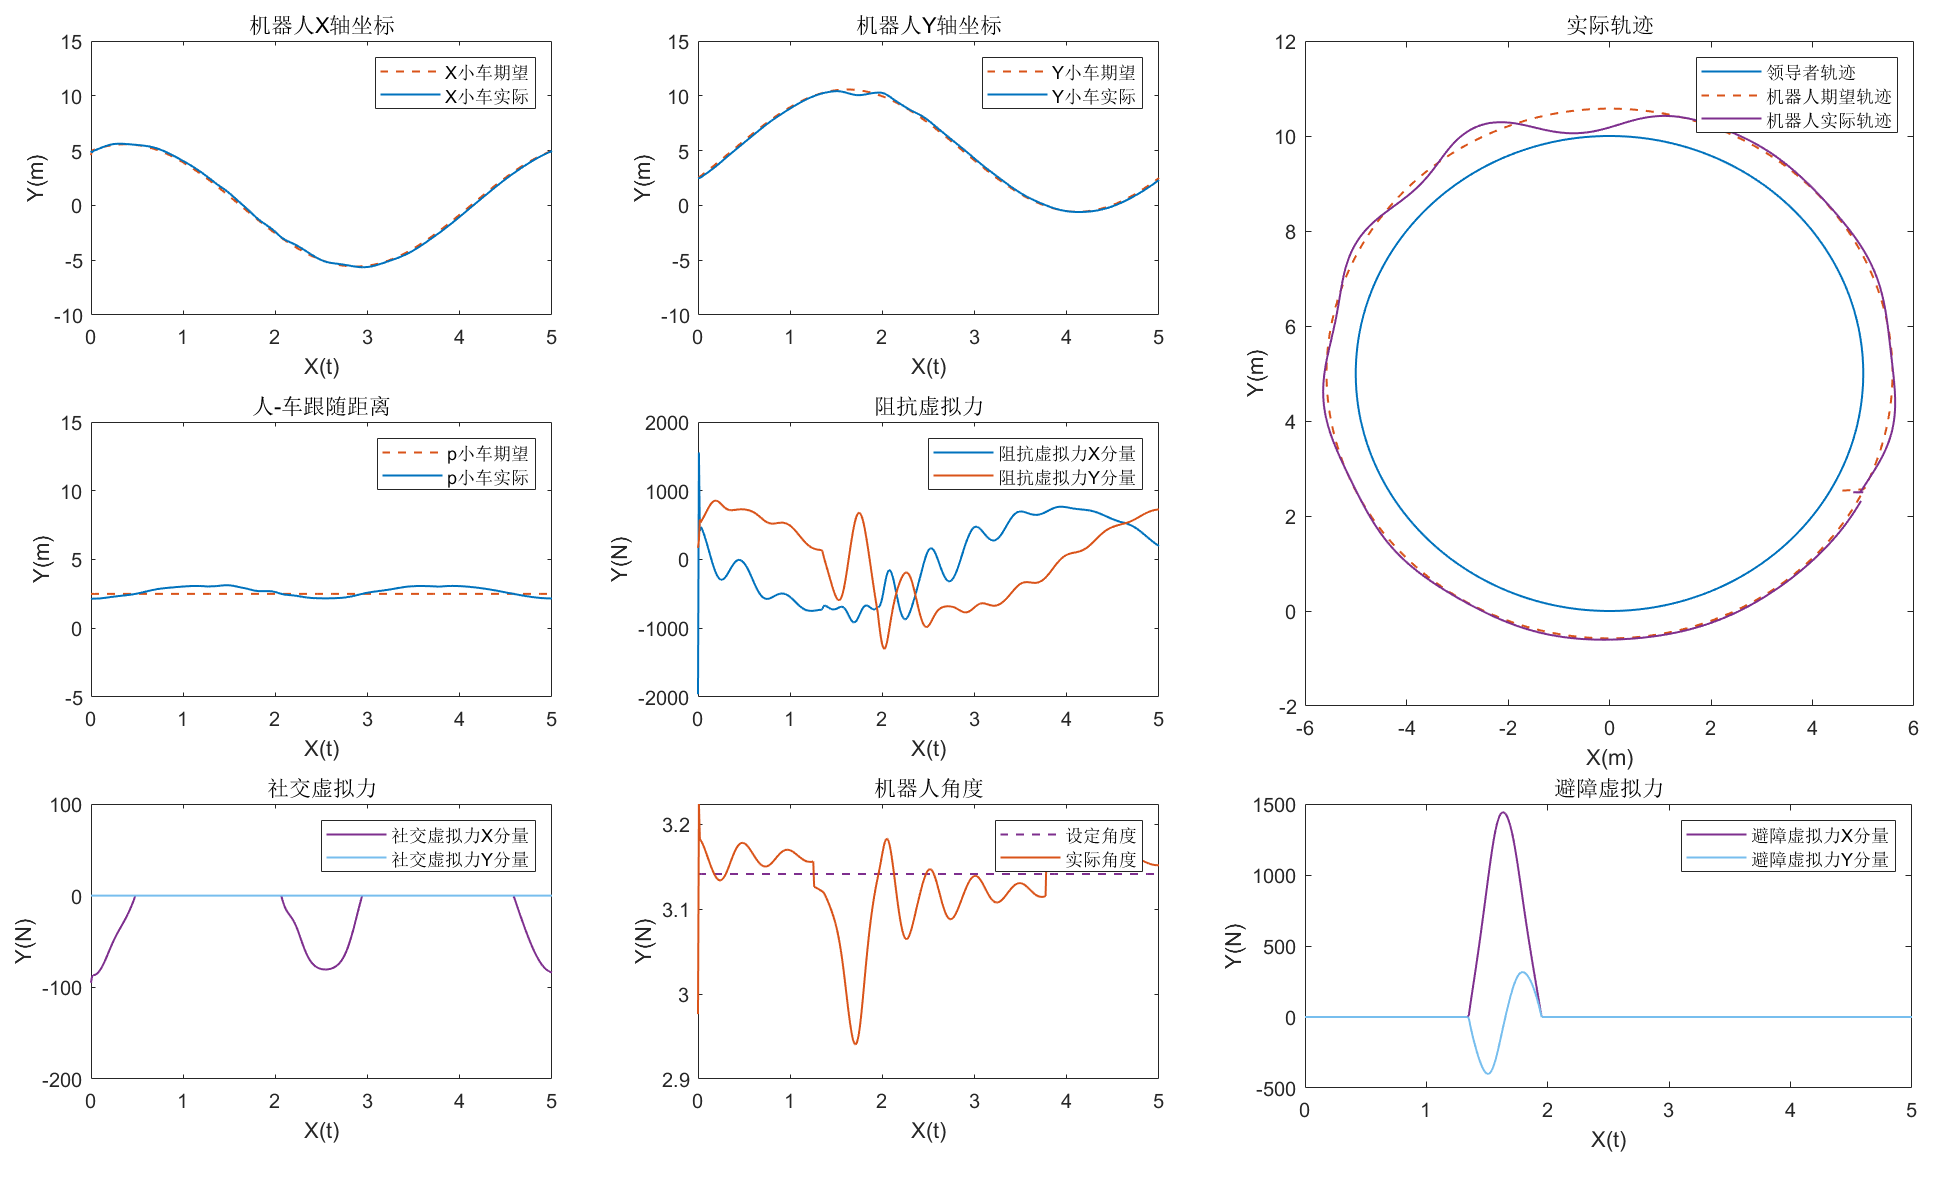 机器人X轴坐标
15
10
5
0
-5
-10
Y(m)
X小车期望
X小车实际
0 1 2 3 4 5
X(t)
机器人Y轴坐标
15
10
5
0
-5
-10
Y(m)
Y小车期望
Y小车实际
0 1 2 3 4 5
X(t)
实际轨迹
12
10
8
6
4
2
0
-2
Y(m)
领导者轨迹
机器人期望轨迹
机器人实际轨迹
-6 -4 -2 0 2 4 6
X(m)
人-车跟随距离
15
10
5
0
-5
Y(m)
p小车期望
p小车实际
0 1 2 3 4 5
X(t)
阻抗虚拟力
2000
1000
0
-1000
-2000
Y(N)
阻抗虚拟力X分量
阻抗虚拟力Y分量
0 1 2 3 4 5
X(t)
社交虚拟力
100
0
-100
-200
Y(N)
社交虚拟力X分量
社交虚拟力Y分量
0 1 2 3 4 5
X(t)
机器人角度
3.2
3.1
3
2.9
Y(N)
设定角度
实际角度
0 1 2 3 4 5
X(t)
避障虚拟力
1500
1000
500
0
-500
Y(N)
避障虚拟力X分量
避障虚拟力Y分量
0 1 2 3 4 5
X(t)